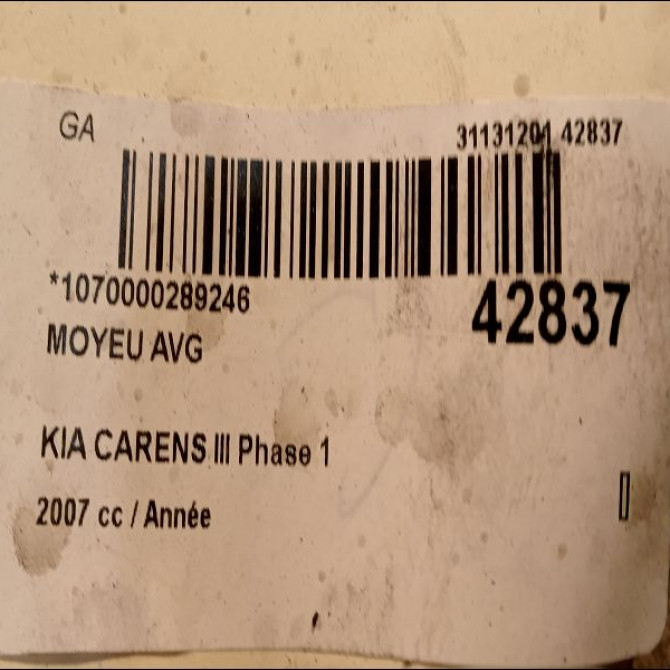 GA
31131201 42837
*1070000289246
42837
MOYEU AVG
KIA CARENS III Phase 1
2007 cc / Année